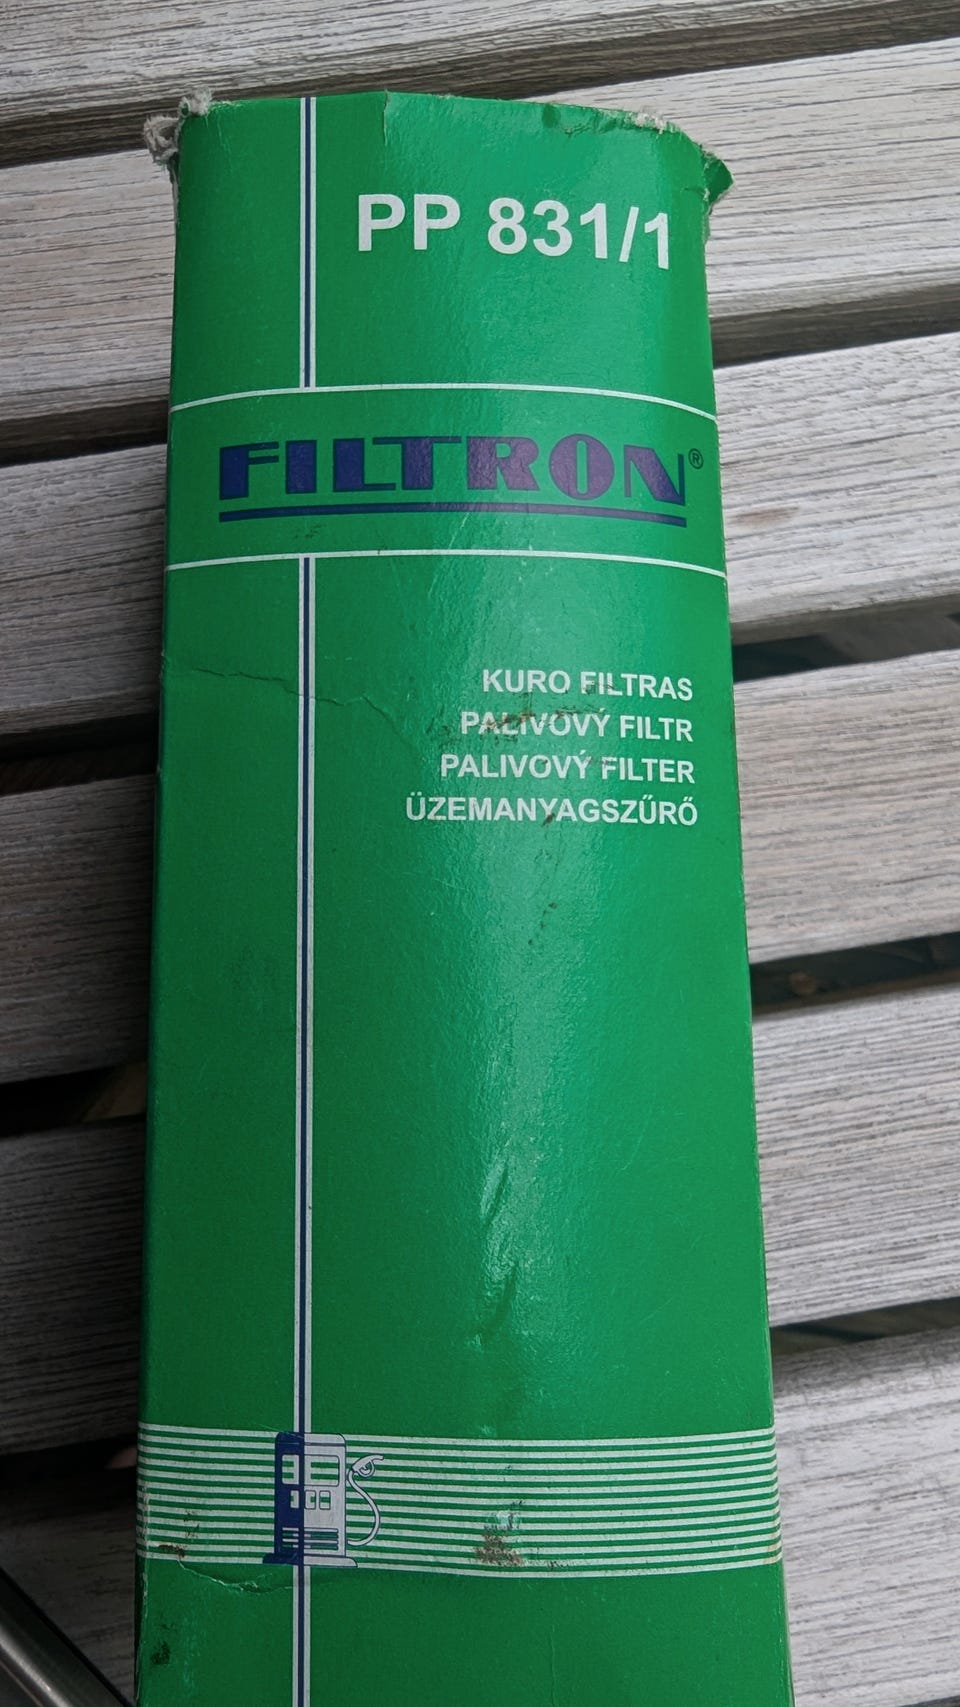 PP 831/1
FILTRON®
KURO FILTRAS
PALIVOVÝ FILTR
PALIVOVÝ FILTER
ÜZEMANYAGSZŰRŐ